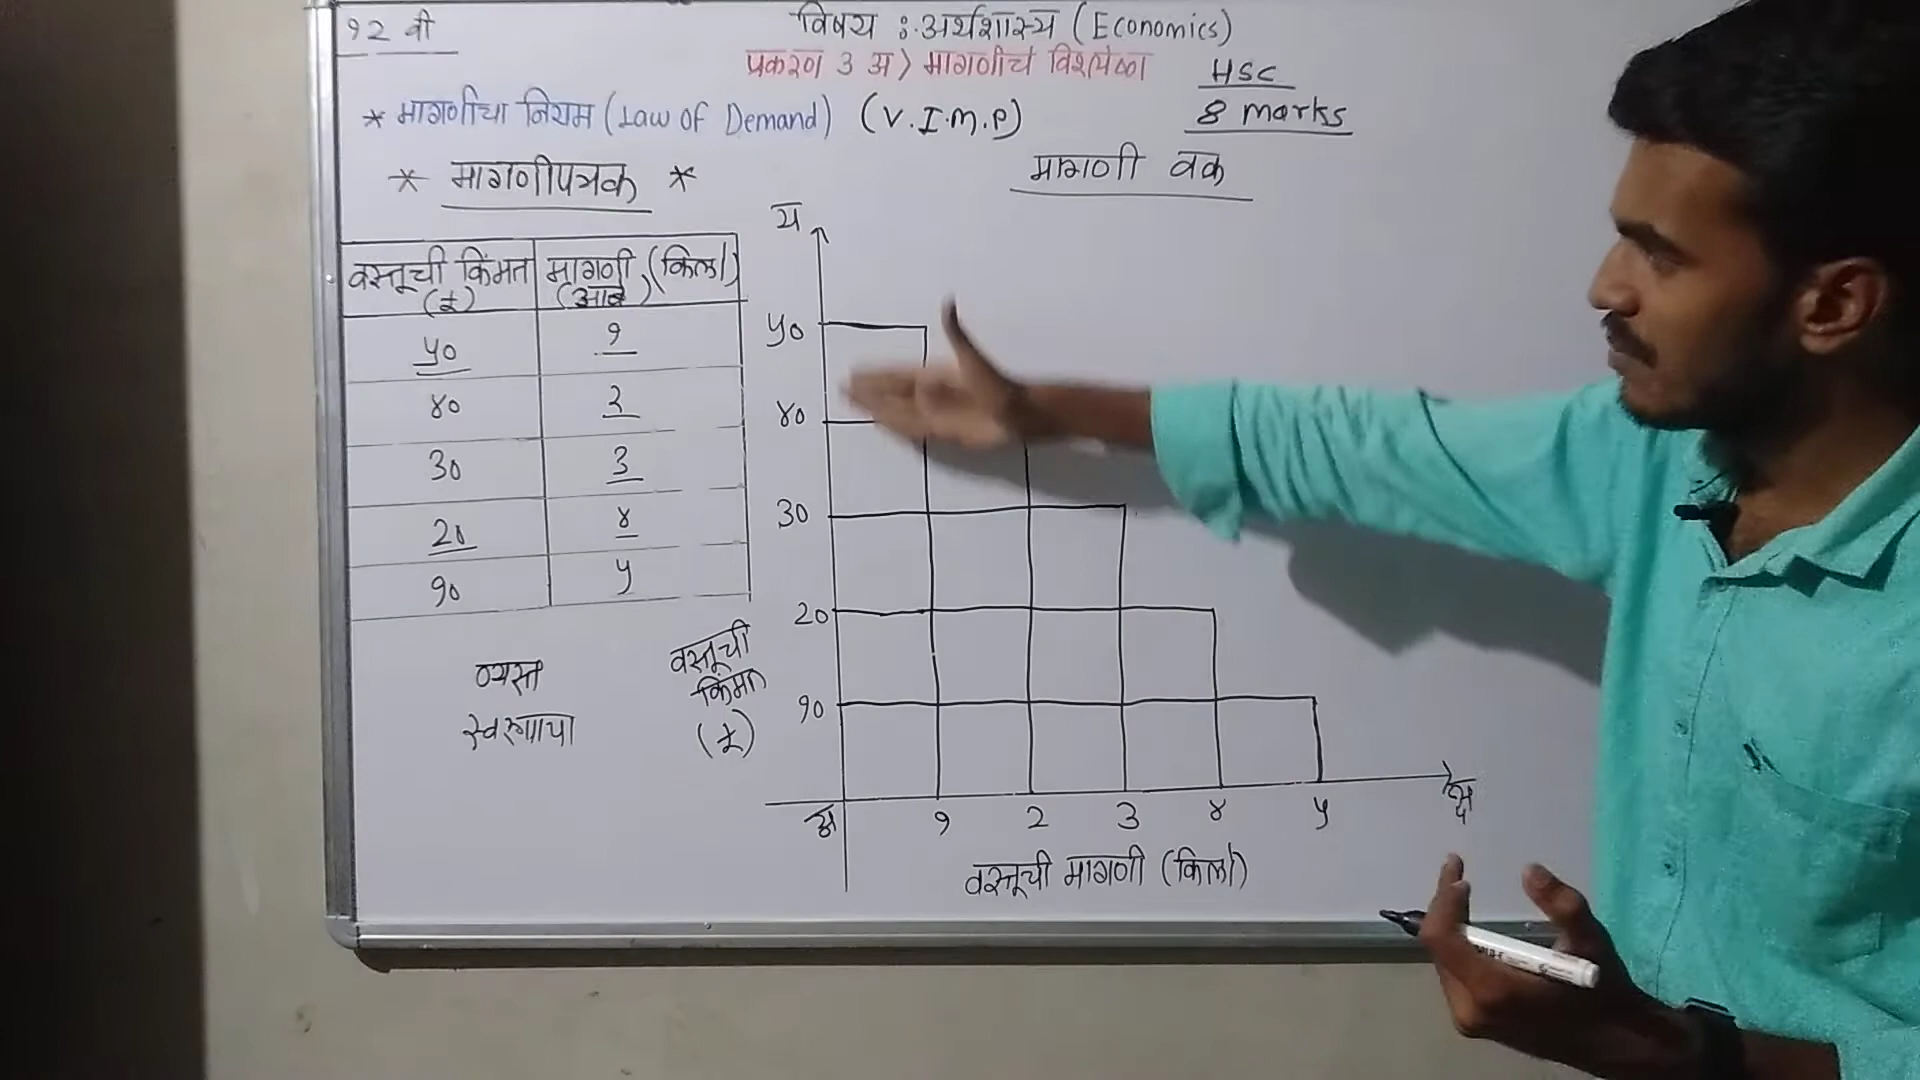 १२ वी
विषय :- अर्थशास्त्र (Economics)
प्रकरण ३ अ) मागणीचे विश्लेषण
HSC
8 marks
* मागणीचा नियम (Law Of Demand) (V.I.M.P)
* मागणीपत्रक *
मागणी वक्र
वस्तूची किंमत (₹) मागणी (किलो) (आंबे)
५० १
४० २
३० ३
२० ४
१० ५
व्यस्त
स्वरूपाचा
य
५०
४०
३०
२०
१०
वस्तूची
किंमत
(₹)
अ १ २ ३ ४ ५ क्ष
वस्तूची मागणी (किलो)